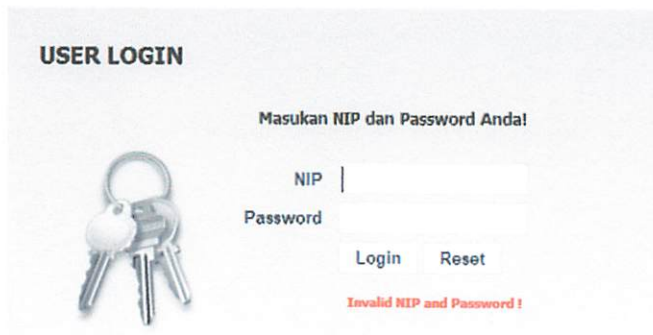 USER LOGIN
Masukan NIP dan Password Anda!
NIP
Password
Login Reset
Invalid NIP and Password !